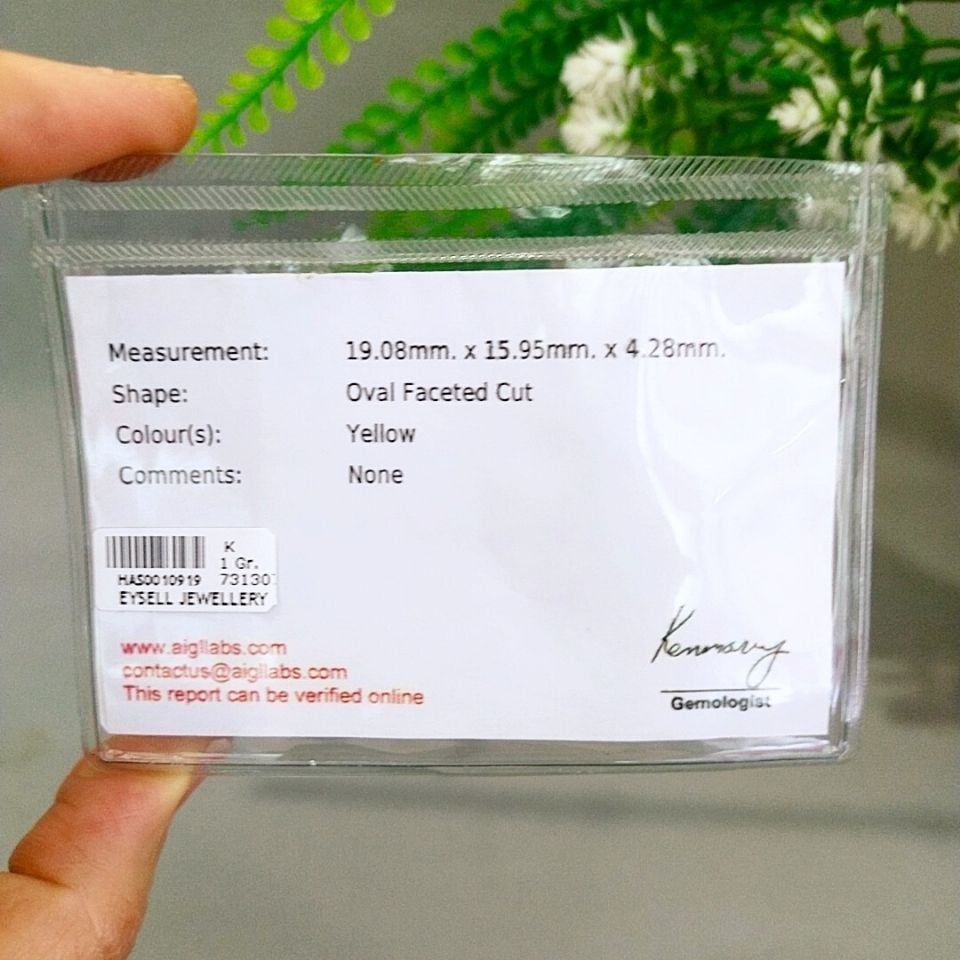 Measurement: 19.08mm. x 15.95mm. x 4.28mm.
Shape: Oval Faceted Cut
Colour(s): Yellow
Comments: None
K
1 Gr.
HAS0010919 731307
EYSELL JEWELLERY
www.aigllabs.com
contactus@aigllabs.com
This report can be verified online
Gemologist